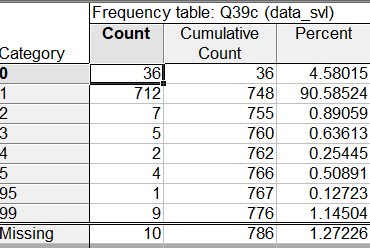 Frequency table: Q39c (data_svl)
Category Count Cumulative Count Percent
0 36 36 4.58015
1 712 748 90.58524
2 7 755 0.89059
3 5 760 0.63613
4 2 762 0.25445
5 4 766 0.50891
95 1 767 0.12723
99 9 776 1.14504
Missing 10 786 1.27226